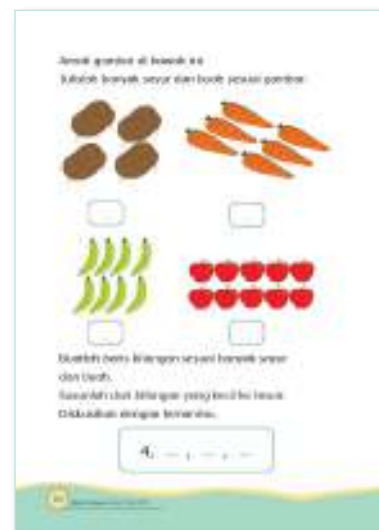 Amati gambar di bawah ini
Tulislah banyak sayur dan buah sesuai gambar.
Buatlah baris bilangan sesuai banyak sayur
dan buah.
Susunlah dari bilangan yang kecil ke besar.
Diskusikan dengan temanmu.
4, ... , ... , ...